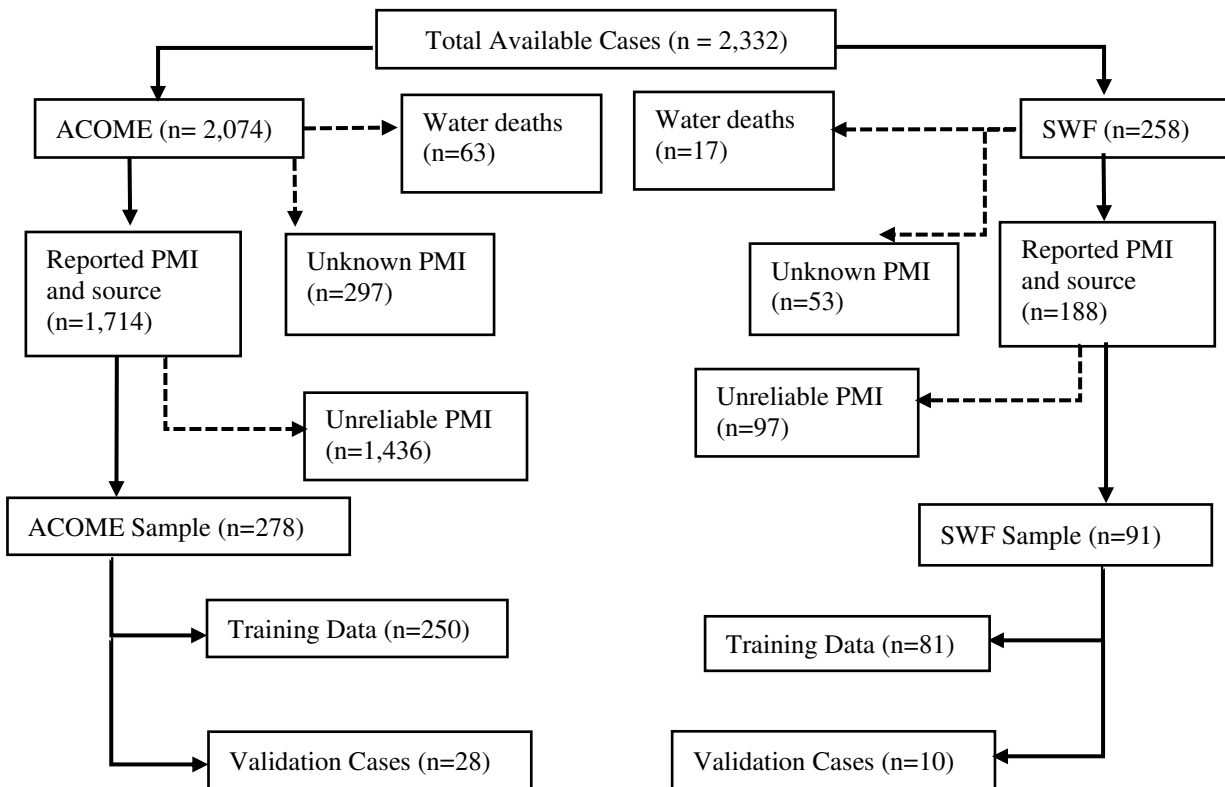 Total Available Cases (n = 2,332)
ACOME (n= 2,074)
Water deaths
(n=63)
Water deaths
(n=17)
SWF (n=258)
Reported PMI
and source
(n=1,714)
Unknown PMI
(n=297)
Unknown PMI
(n=53)
Reported PMI
and source
(n=188)
Unreliable PMI
(n=1,436)
Unreliable PMI
(n=97)
ACOME Sample (n=278)
SWF Sample (n=91)
Training Data (n=250)
Training Data (n=81)
Validation Cases (n=28)
Validation Cases (n=10)